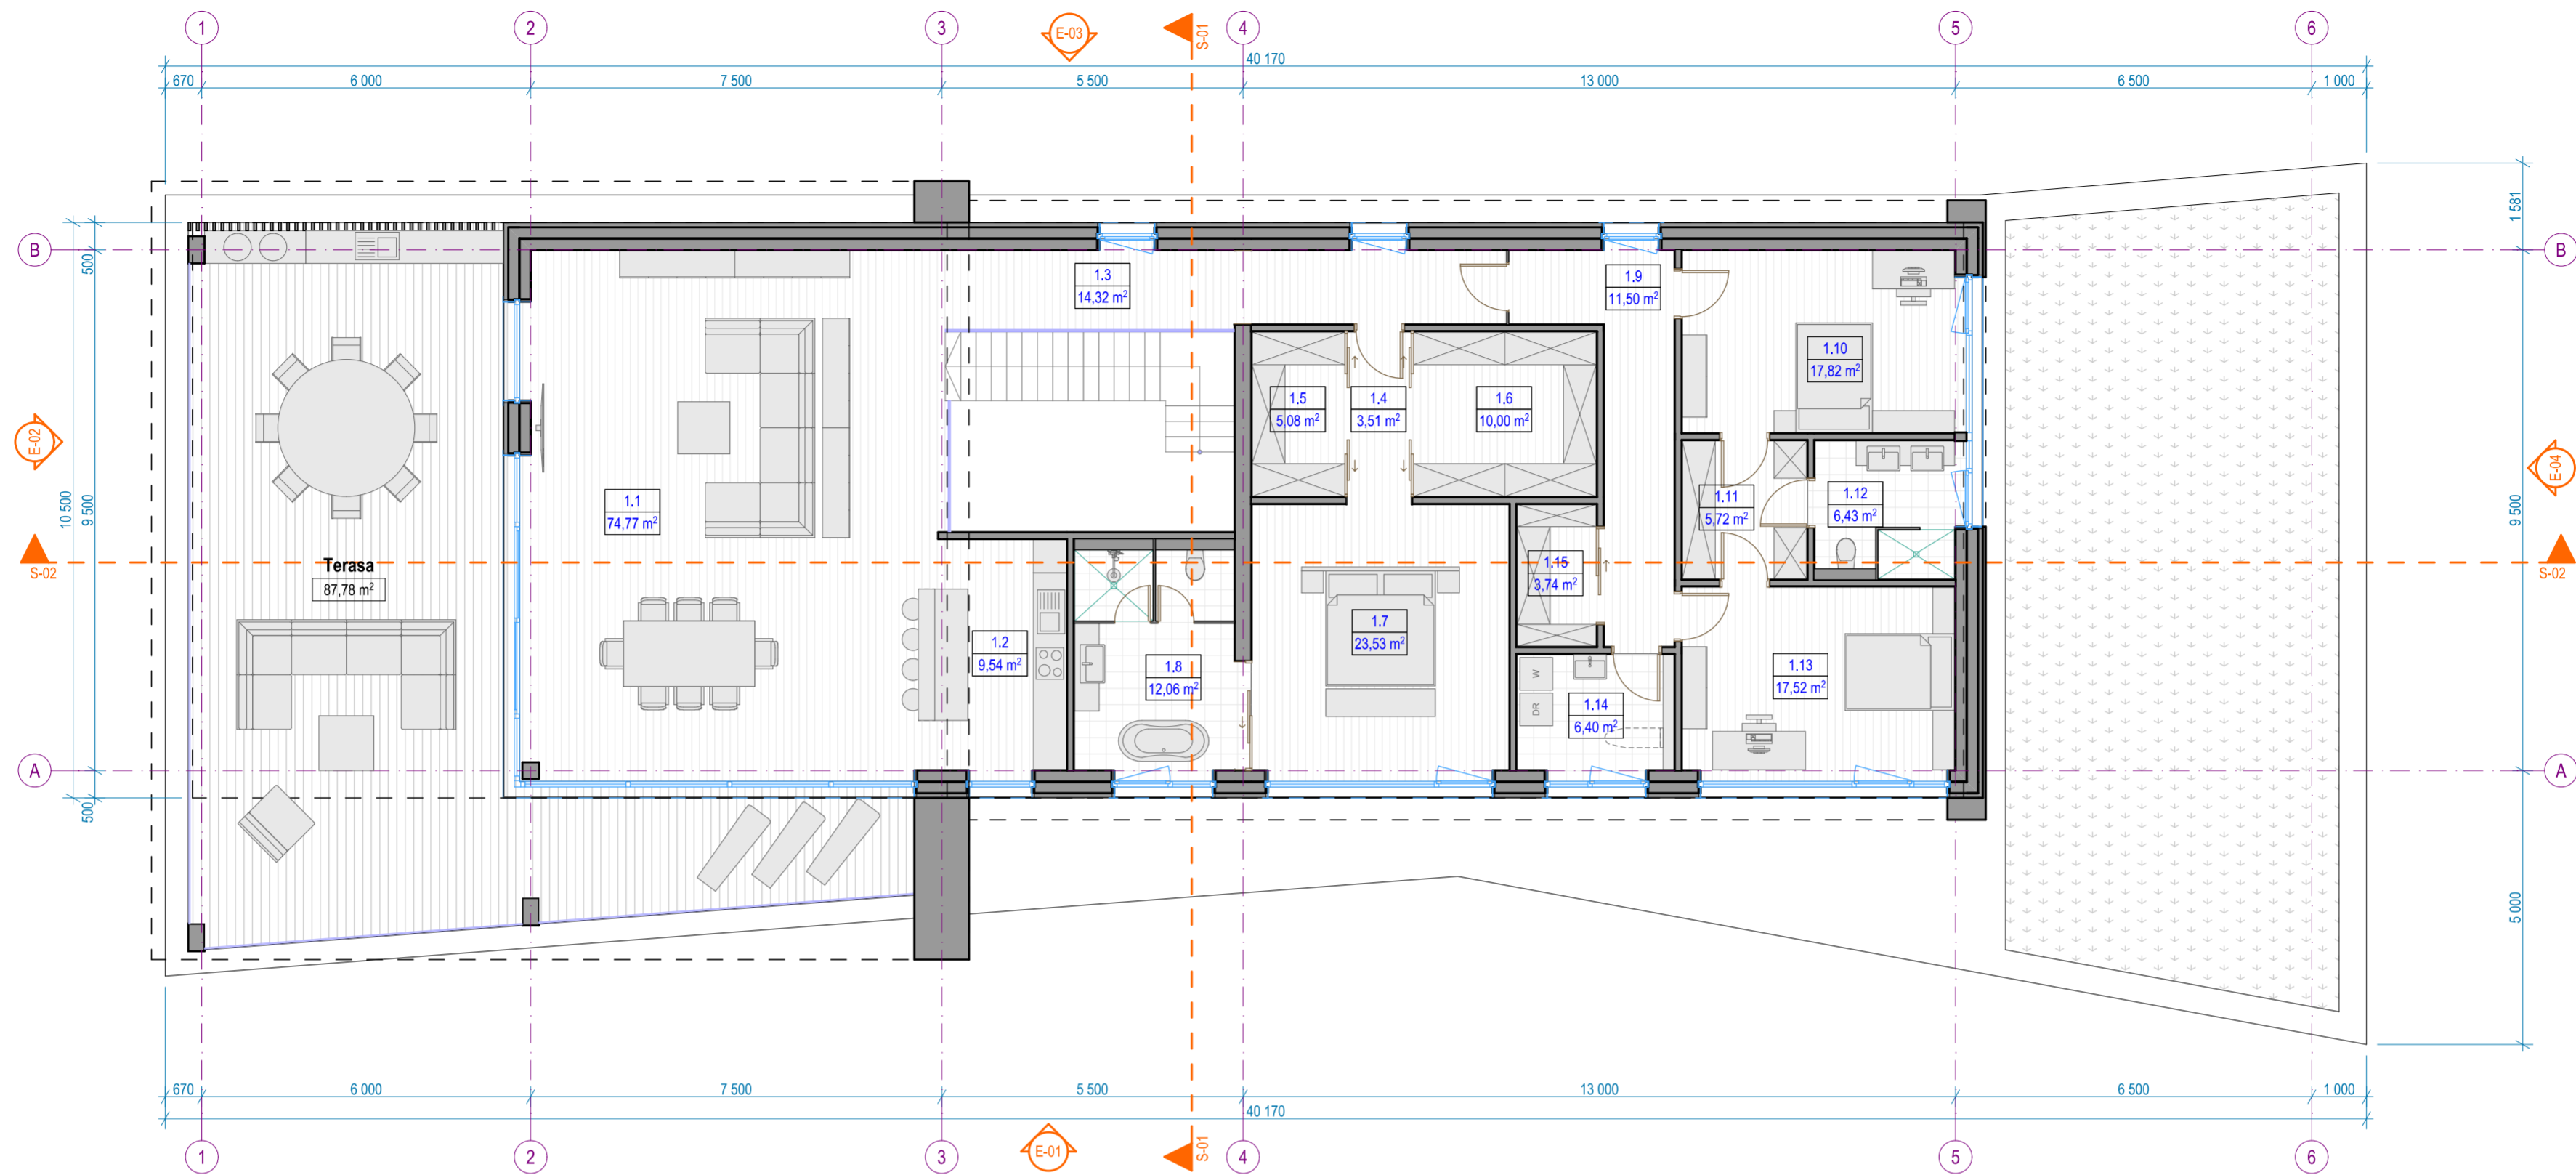 1 2 3 4 5 6
E-03
S-01
40 170
670 6 000 7 500 5 500 13 000 6 500 1 000
1 581
B
B
500
1.3
14,32 m²
1.9
11,50 m²
1.10
17,82 m²
1.5
5,08 m²
1.4
3,51 m²
1.6
10,00 m²
E-02
E-04
10 500
9 500
9 500
1.1
74,77 m²
1.11
5,72 m²
1.12
6,43 m²
S-02
Terasa
87,78 m²
1.15
3,74 m²
S-02
1.2
9,54 m²
1.8
12,06 m²
1.7
23,53 m²
W
DR
1.14
6,40 m²
1.13
17,52 m²
A
A
500
5 000
670 6 000 7 500 5 500 13 000 6 500 1 000
40 170
E-01
S-01
1 2 3 4 5 6